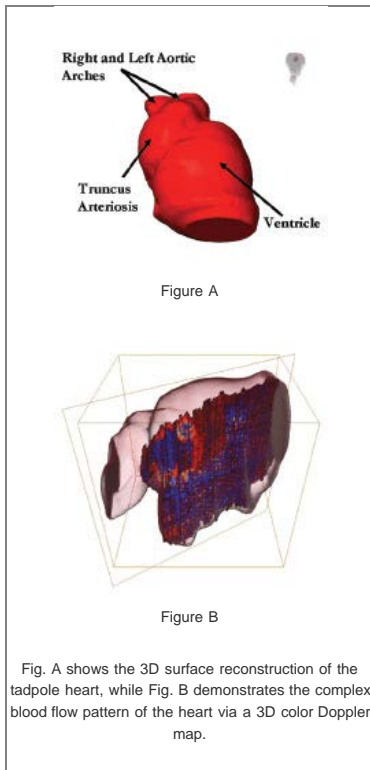 Right and Left Aortic
Arches
Truncus
Arteriosis
Ventricle
Figure A
Figure B
Fig. A shows the 3D surface reconstruction of the
tadpole heart, while Fig. B demonstrates the complex
blood flow pattern of the heart via a 3D color Doppler
map.